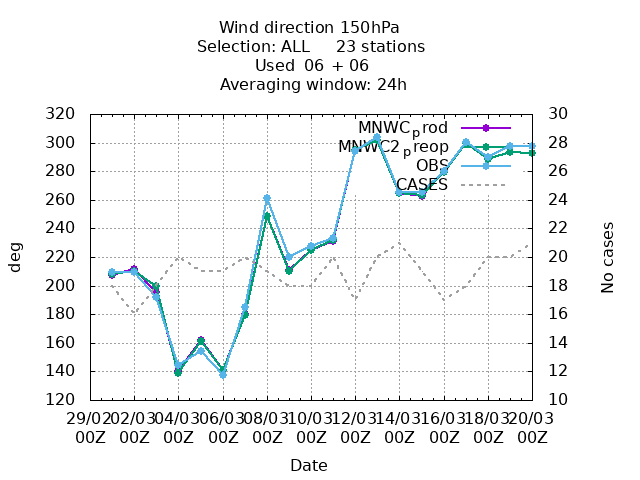 Wind direction 150hPa
Selection: ALL 23 stations
Used 06 + 06
Averaging window: 24h
320
300
280
260
240
220
200
180
160
140
120
30
28
26
24
22
20
18
16
14
12
10
MNWCprod
MNWC2preop
OBS
CASES
deg
No cases
29/02 02/03 04/03 06/03 08/03 10/03 12/03 14/03 16/03 18/03 20/03
00Z 00Z 00Z 00Z 00Z 00Z 00Z 00Z 00Z 00Z 00Z
Date